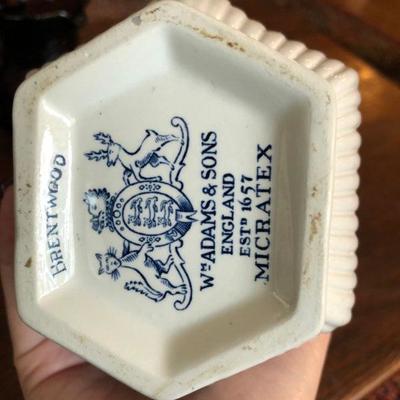 BRENTWOOD
Wᴹ ADAMS & SONS
ENGLAND
ESTᴰ 1657
MICRATEX